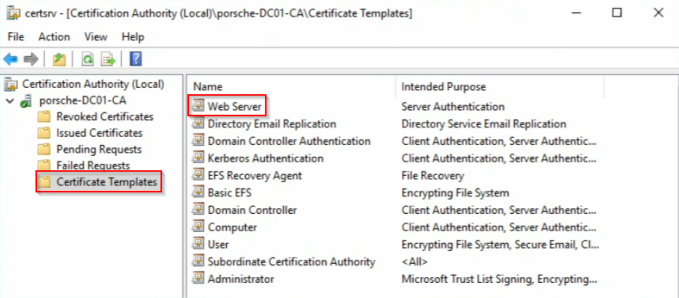 certsrv - [Certification Authority (Local)\porsche-DC01-CA\Certificate Templates]
File Action View Help
Certification Authority (Local)
porsche-DC01-CA
Revoked Certificates
Issued Certificates
Pending Requests
Failed Requests
Certificate Templates
Name Intended Purpose
Web Server Server Authentication
Directory Email Replication Directory Service Email Replication
Domain Controller Authentication Client Authentication, Server Authentic...
Kerberos Authentication Client Authentication, Server Authentic...
EFS Recovery Agent File Recovery
Basic EFS Encrypting File System
Domain Controller Client Authentication, Server Authentic...
Computer Client Authentication, Server Authentic...
User Encrypting File System, Secure Email, Cl...
Subordinate Certification Authority <All>
Administrator Microsoft Trust List Signing, Encrypting...